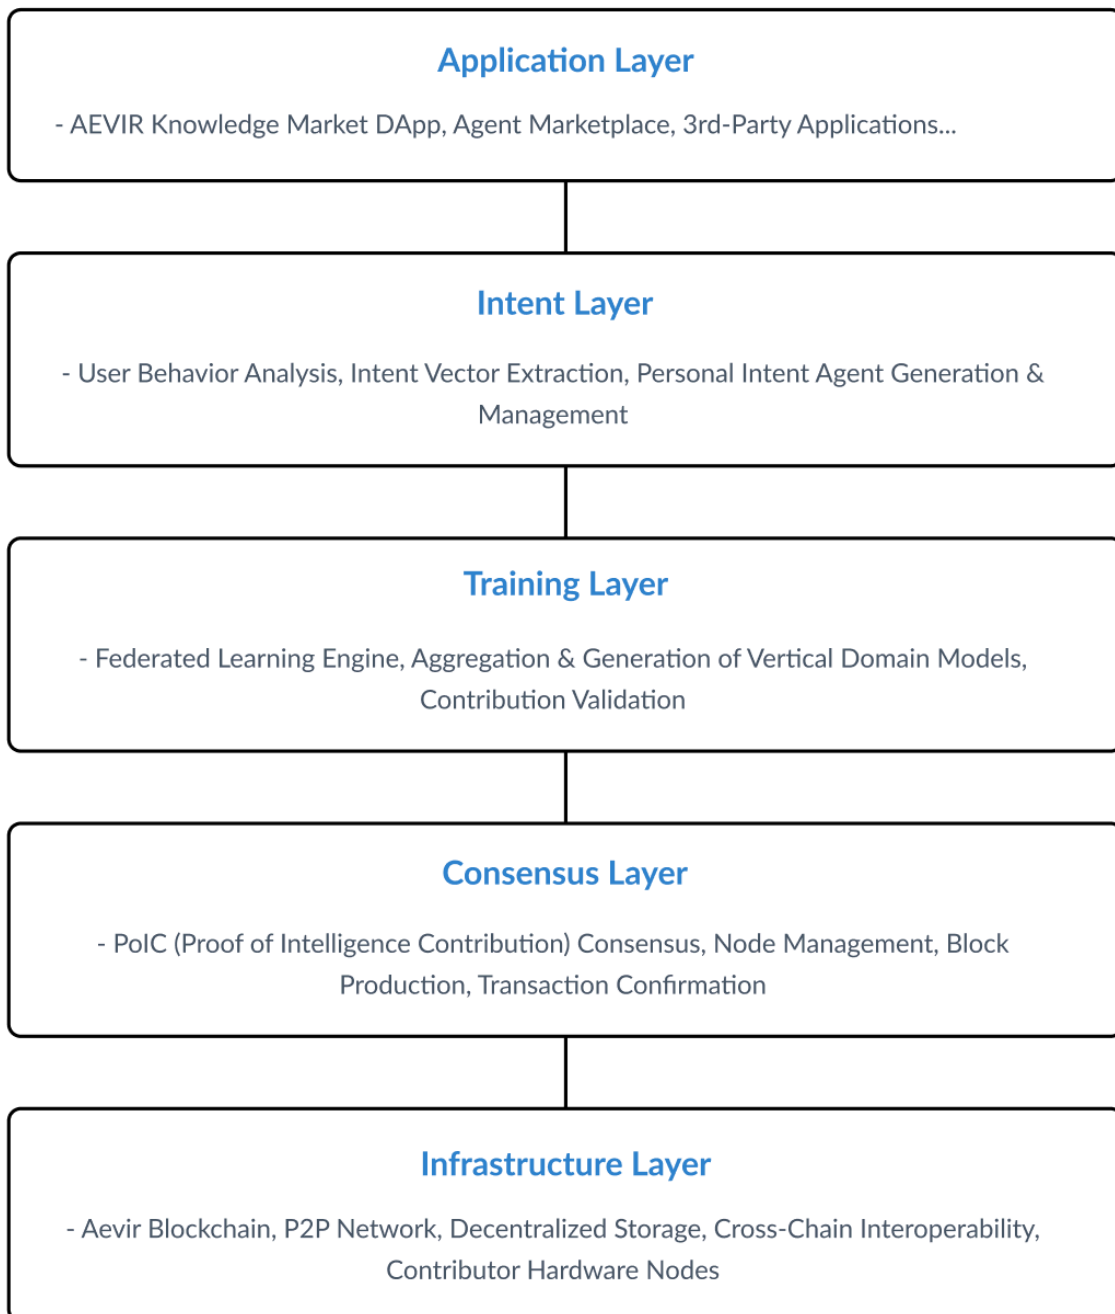 Application Layer
- AEVIR Knowledge Market DApp, Agent Marketplace, 3rd-Party Applications...
Intent Layer
- User Behavior Analysis, Intent Vector Extraction, Personal Intent Agent Generation &
Management
Training Layer
- Federated Learning Engine, Aggregation & Generation of Vertical Domain Models,
Contribution Validation
Consensus Layer
- PoIC (Proof of Intelligence Contribution) Consensus, Node Management, Block
Production, Transaction Confirmation
Infrastructure Layer
- Aevir Blockchain, P2P Network, Decentralized Storage, Cross-Chain Interoperability,
Contributor Hardware Nodes